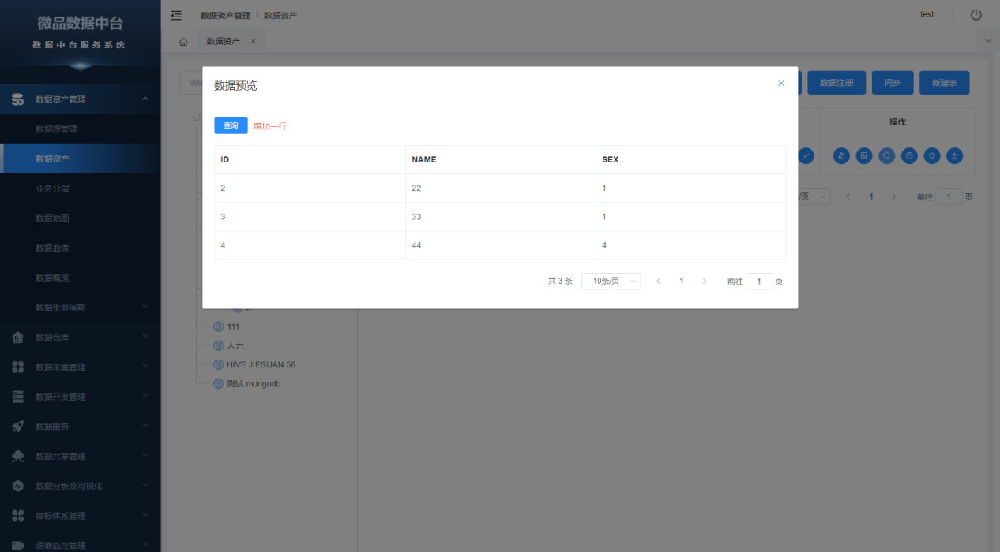 微品数据中台
数据中台服务系统
数据资产管理
数据源管理
数据资产
业务分层
数据地图
数据血缘
数据概览
数据生命周期
数据仓库
数据采集管理
数据开发管理
数据服务
数据共享管理
数据分析及可视化
指标体系管理
运维监控管理
数据资产管理 / 数据资产
test
数据资产 ×
数据注册 同步 新建表
操作
页 1 前往 1 页
数据预览
查询 增加一行
ID NAME SEX
2 22 1
3 33 1
4 44 4
共 3 条 10条/页 1 前往 1 页
111
人力
HIVE JIESUAN 56
测试 mongodb